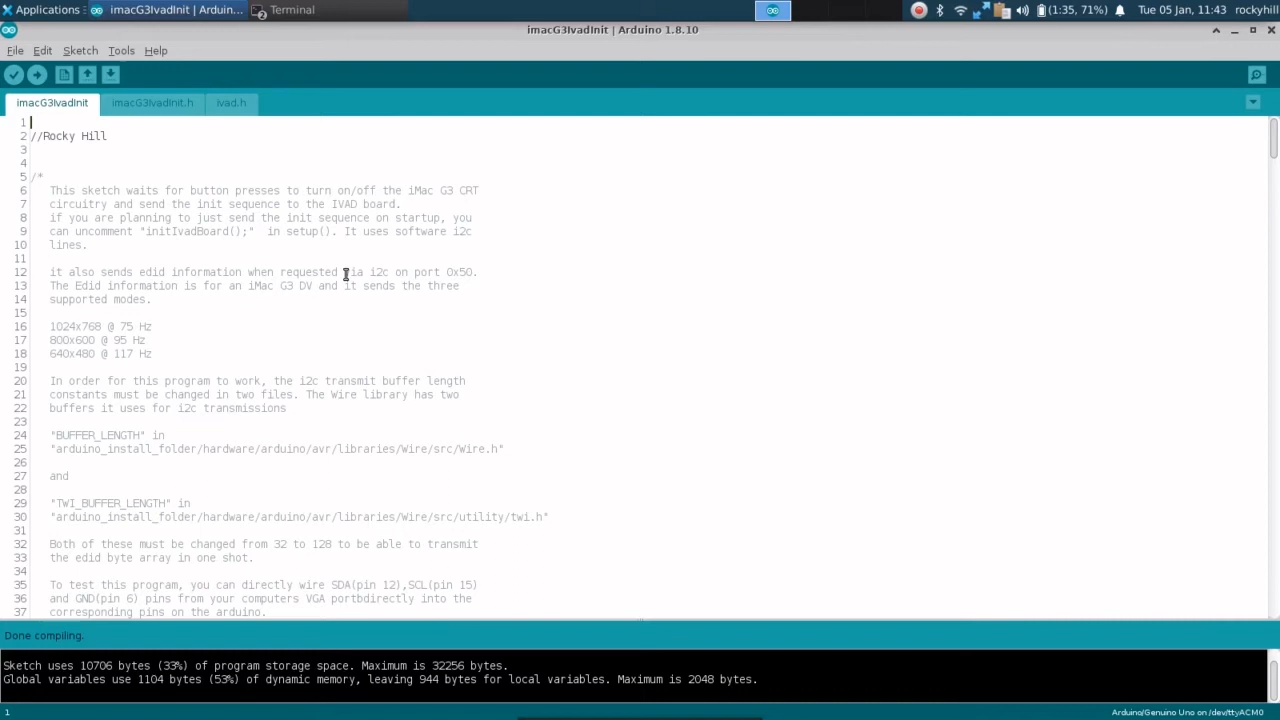 Applications
imacG3IvadInit | Arduin...
Terminal
2
(1:35, 71%)
Tue 05 Jan, 11:43
rockyhill
imacG3IvadInit | Arduino 1.8.10
File Edit Sketch Tools Help
imacG3IvadInit imacG3IvadInit.h ivad.h
1
2 //Rocky Hill
3
4
5 /*
6 This sketch waits for button presses to turn on/off the iMac G3 CRT
7 circuitry and send the init sequence to the IVAD board.
8 if you are planning to just send the init sequence on startup, you
9 can uncomment "initIvadBoard();" in setup(). It uses software i2c
10 lines.
11
12 it also sends edid information when requested via i2c on port 0x50.
13 The Edid information is for an iMac G3 DV and it sends the three
14 supported modes.
15
16 1024x768 @ 75 Hz
17 800x600 @ 95 Hz
18 640x480 @ 117 Hz
19
20 In order for this program to work, the i2c transmit buffer length
21 constants must be changed in two files. The Wire library has two
22 buffers it uses for i2c transmissions
23
24 "BUFFER_LENGTH" in
25 "arduino_install_folder/hardware/arduino/avr/libraries/Wire/src/Wire.h"
26
27 and
28
29 "TWI_BUFFER_LENGTH" in
30 "arduino_install_folder/hardware/arduino/avr/libraries/Wire/src/utility/twi.h"
31
32 Both of these must be changed from 32 to 128 to be able to transmit
33 the edid byte array in one shot.
34
35 To test this program, you can directly wire SDA(pin 12),SCL(pin 15)
36 and GND(pin 6) pins from your computers VGA portbdirectly into the
37 corresponding pins on the arduino.
Done compiling.
Sketch uses 10706 bytes (33%) of program storage space. Maximum is 32256 bytes.
Global variables use 1104 bytes (53%) of dynamic memory, leaving 944 bytes for local variables. Maximum is 2048 bytes.
1
Arduino/Genuino Uno on /dev/ttyACM0